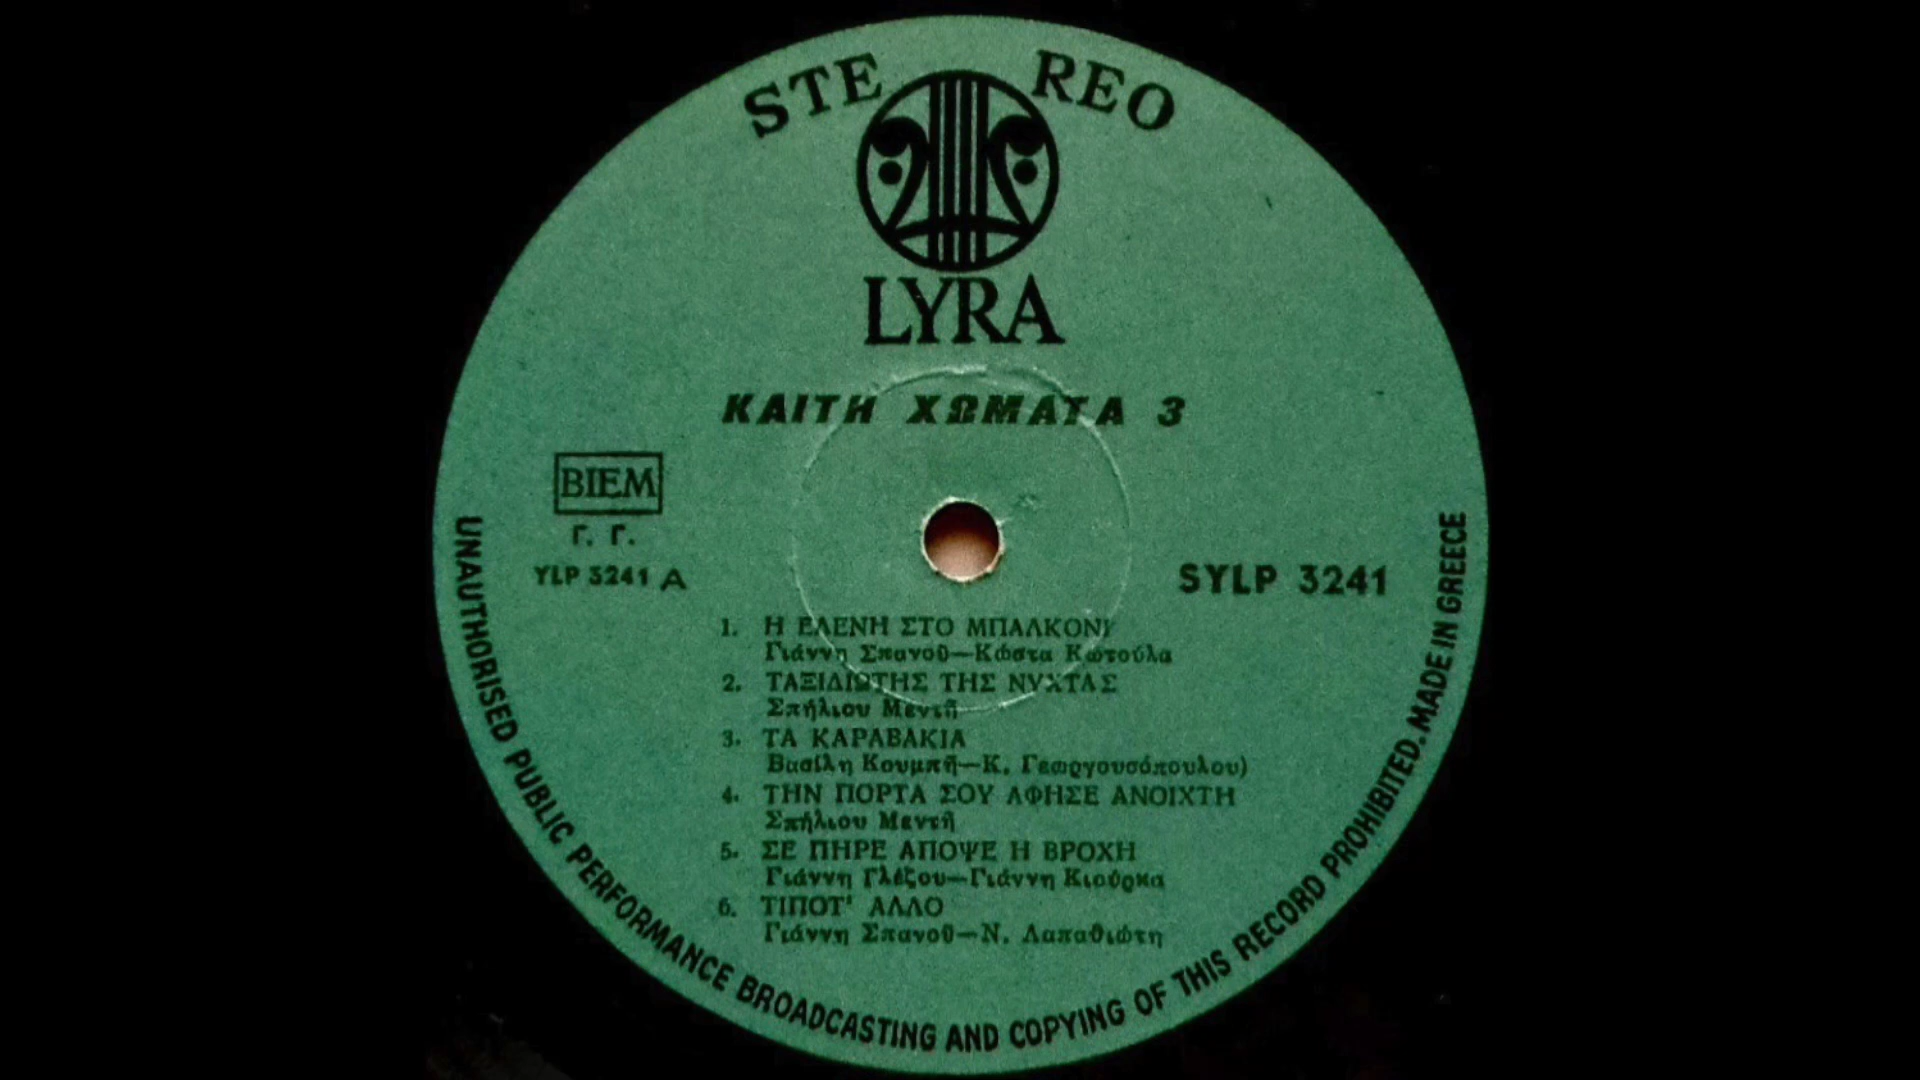 STEREO
LYRA
ΚΑΙΤΗ ΧΩΜΑΤΑ 3
BIEM
Γ. Γ.
YLP 3241 A
SYLP 3241
1. Η ΕΛΕΝΗ ΣΤΟ ΜΠΑΛΚΟΝΙ
Γιάννη Σπανοῦ—Κώστα Κωτούλα
2. ΤΑΞΙΔΙΩΤΗΣ ΤΗΣ ΝΥΧΤΑΣ
Σπήλιου Μεντῆ
3. ΤΑ ΚΑΡΑΒΑΚΙΑ
Βασίλη Κουμπῆ—Κ. Γεωργουσόπουλου)
4. ΤΗΝ ΠΟΡΤΑ ΣΟΥ ΑΦΗΣΕ ΑΝΟΙΧΤΗ
Σπήλιου Μεντῆ
5. ΣΕ ΠΗΡΕ ΑΠΟΨΕ Η ΒΡΟΧΗ
Γιάννη Γλέζου—Γιάννη Κιούρκα
6. ΤΙΠΟΤ' ΑΛΛΟ
Γιάννη Σπανοῦ—Ν. Λαπαθιώτη
UNAUTHORISED PUBLIC PERFORMANCE BROADCASTING AND COPYING OF THIS RECORD PROHIBITED. MADE IN GREECE